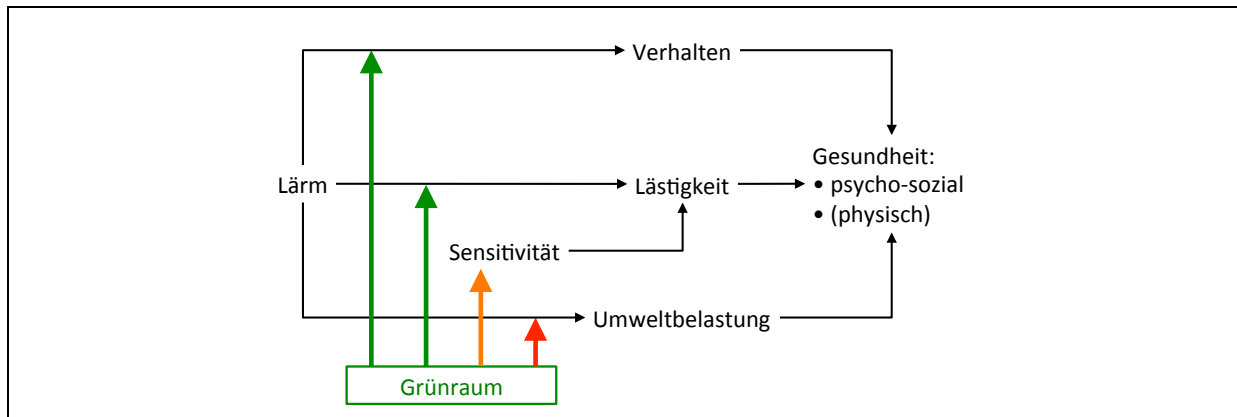 Verhalten
Gesundheit:
• psycho-sozial
• (physisch)
Lärm
Lästigkeit
Sensitivität
Umweltbelastung
Grünraum